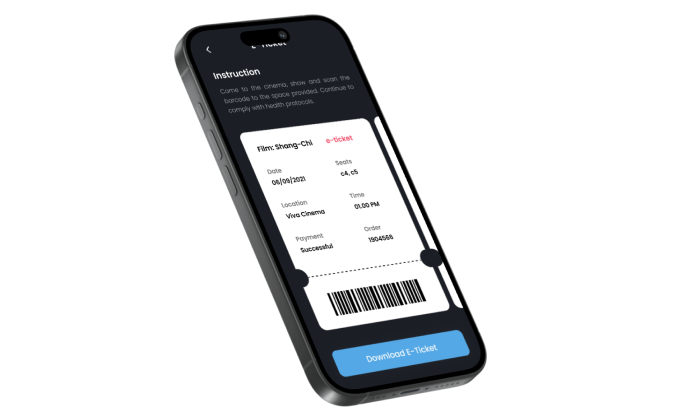 E-Ticket
Instruction
Come to the cinema, show and scan the
barcode to the space provided. Continue to
comply with health protocols.
Film: Shang-Chi e-ticket
Date Seats
06/09/2021 c4, c5
Location Time
Viva Cinema 01.00 PM
Payment Order
Successful 1904566
Download E-Ticket